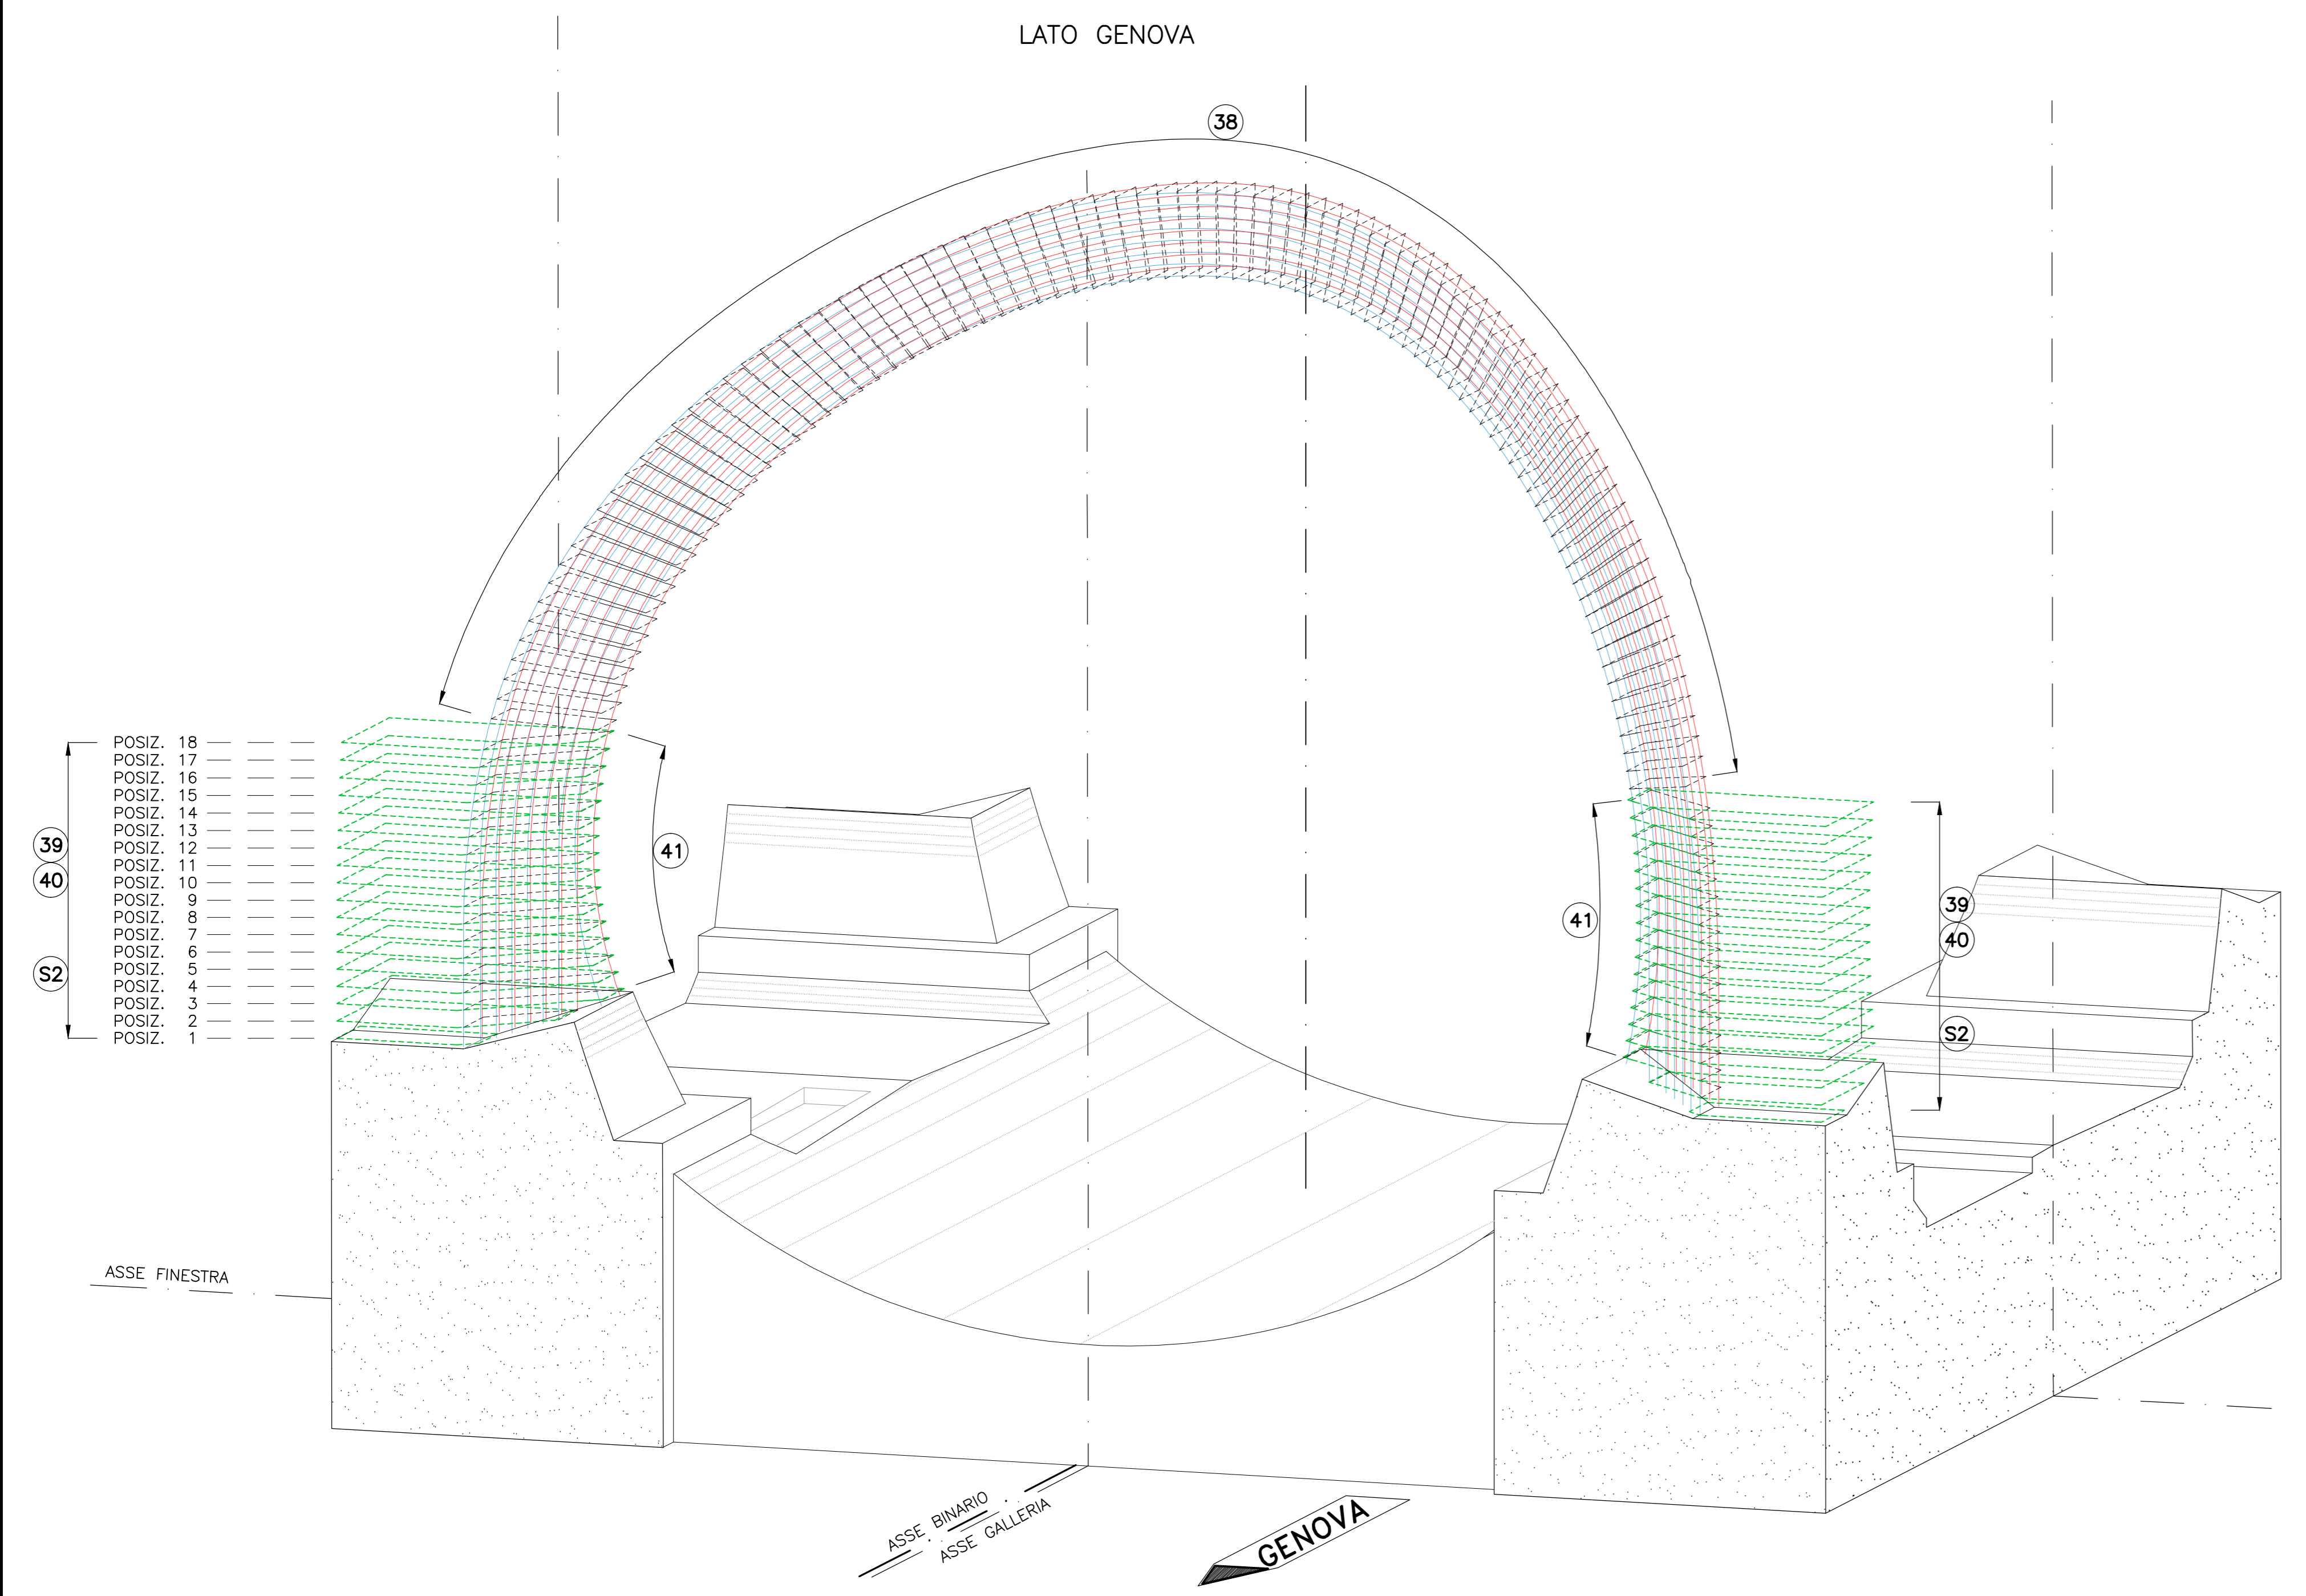 LATO GENOVA
38
POSIZ. 18
POSIZ. 17
POSIZ. 16
POSIZ. 15
POSIZ. 14
POSIZ. 13
POSIZ. 12
POSIZ. 11
POSIZ. 10
POSIZ. 9
POSIZ. 8
POSIZ. 7
POSIZ. 6
POSIZ. 5
POSIZ. 4
POSIZ. 3
POSIZ. 2
POSIZ. 1
39
40
S2
41
41
39
40
S2
ASSE FINESTRA
ASSE BINARIO
ASSE GALLERIA
GENOVA